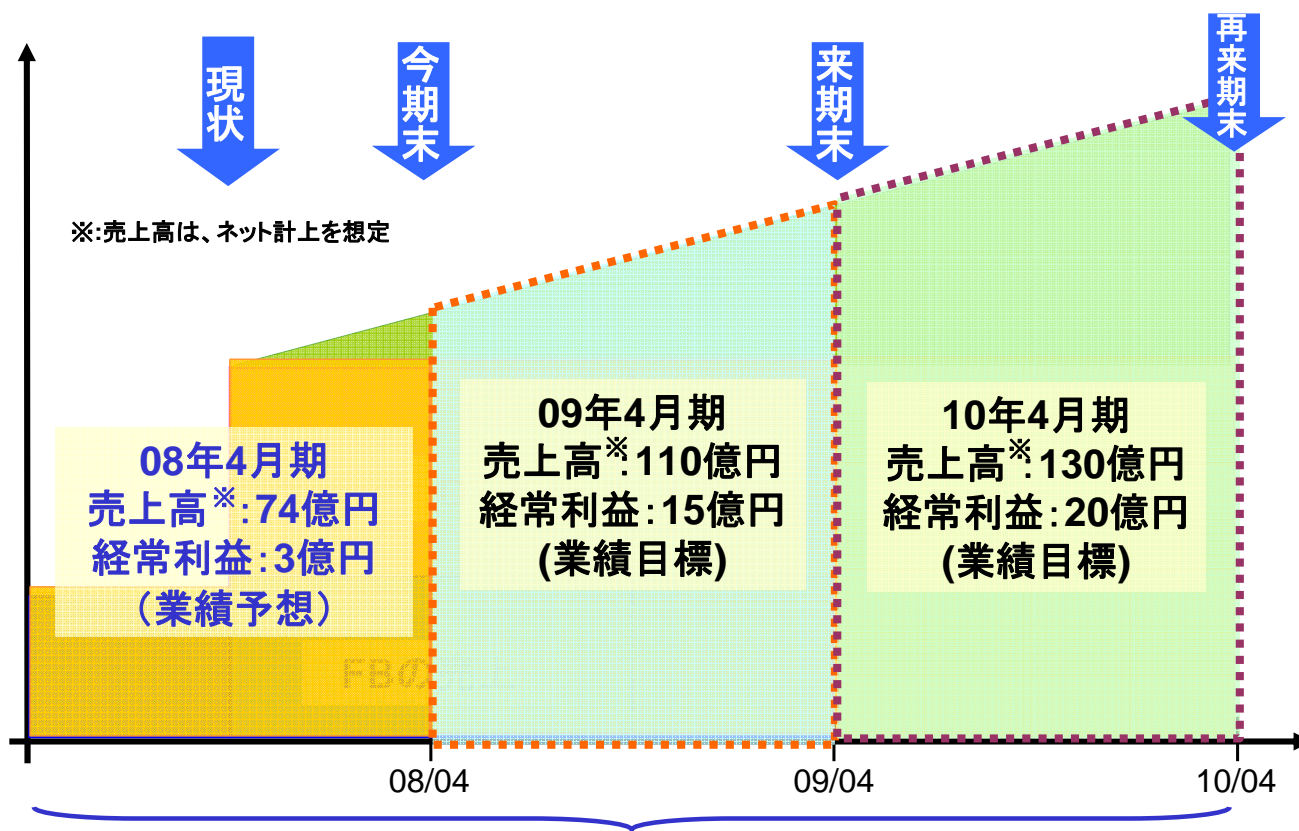 現状
今期末
来期末
再来期末
※:売上高は、ネット計上を想定
08年4月期
売上高※:74億円
経常利益:3億円
（業績予想）
09年4月期
売上高※:110億円
経常利益:15億円
(業績目標)
10年4月期
売上高※:130億円
経常利益:20億円
(業績目標)
FBの
08/04
09/04
10/04